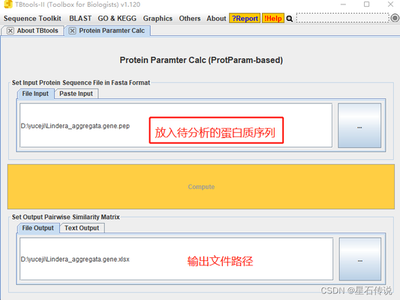 TBtools-II (Toolbox for Biologists) v1.120
Sequence Toolkit BLAST GO & KEGG Graphics Others About ?Report !Help
About TBtools Protein Paramter Calc
Protein Paramter Calc (ProtParam-based)
Set Input Protein Sequence File in Fasta Format
File Input Paste Input
D:\yuceji\Lindera_aggregata.gene.pep
放入待分析的蛋白质序列
...
Compute
Set Output Pairwise Similarity Matrix
File Output Text Output
D:\yuceji\Lindera_aggregata.gene.xlsx
输出文件路径
...
CSDN @星石传说